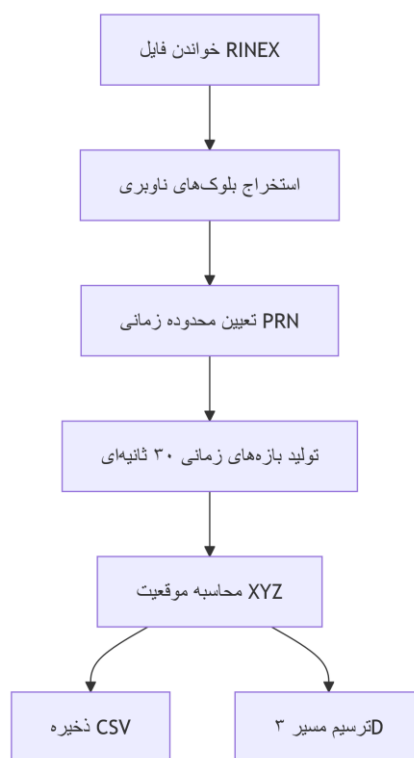 خواندن فایل RINEX
استخراج بلوک‌های ناوبری
تعیین محدوده زمانی PRN
تولید بازه‌های زمانی ۳۰ ثانیه‌ای
محاسبه موقعیت XYZ
ذخیره CSV
ترسیم مسیر ۳D